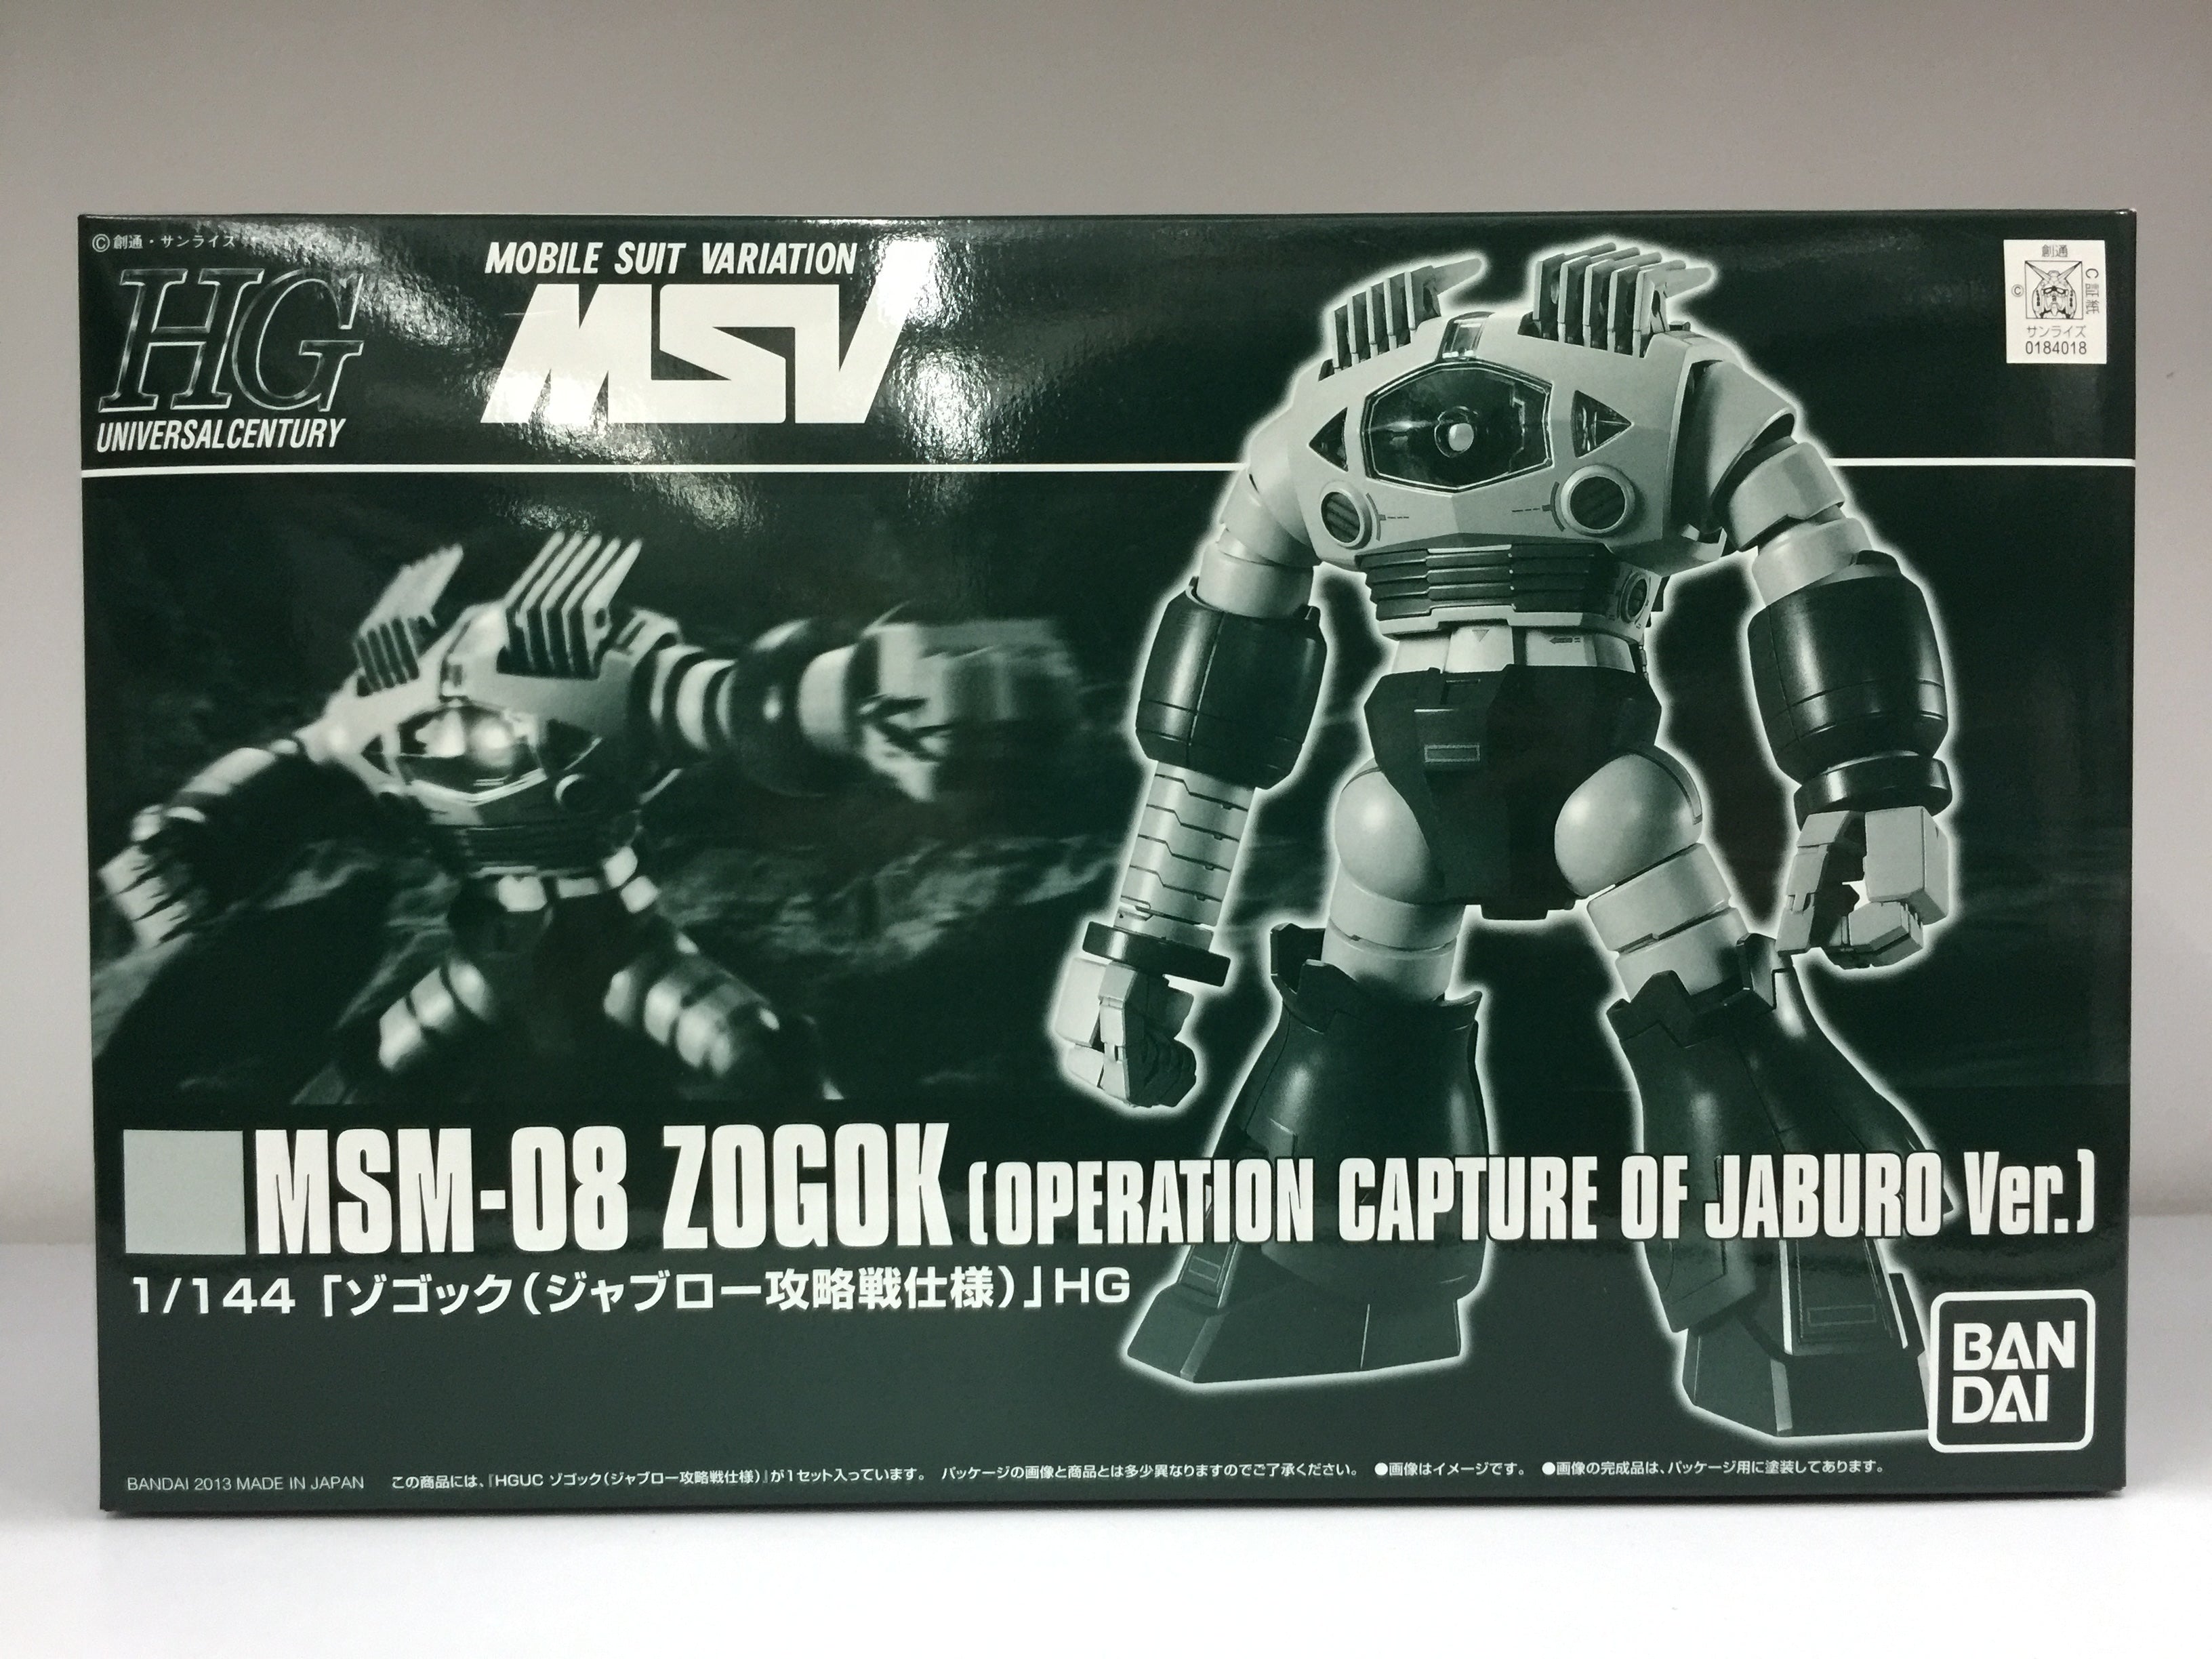 ©創通・サンライズ
HG
UNIVERSAL CENTURY
MOBILE SUIT VARIATION
MSV
創通
©
C証紙
サンライズ
0184018
MSM-08 ZOGOK (OPERATION CAPTURE OF JABURO Ver.)
1/144「ゾゴック(ジャブロー攻略戦仕様)」HG
BAN
DAI
BANDAI 2013 MADE IN JAPAN この商品には、『HGUC ゾゴック(ジャブロー攻略戦仕様)』が1セット入っています。 パッケージの画像と商品とは多少異なりますのでご了承ください。 ●画像はイメージです。 ●画像の完成品は、パッケージ用に塗装してあります。